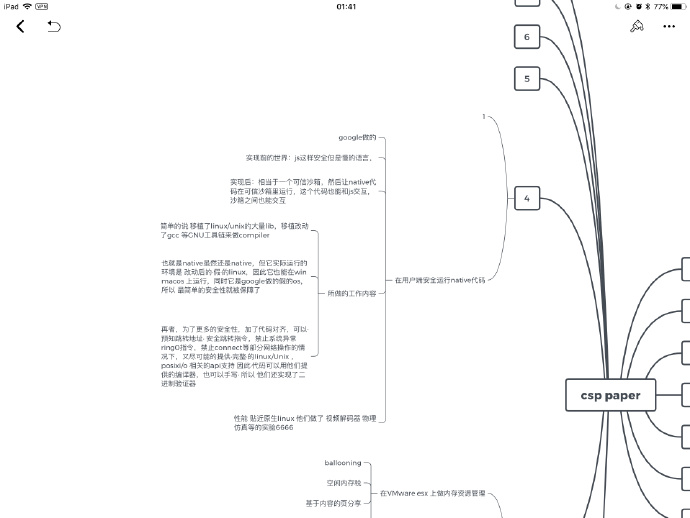 iPad VPN 01:41 77%
6
5
1
google做的
实现前的世界：js这样安全但是慢的语言，
实现后：相当于一个可信沙箱，然后让native代
码在可信沙箱里运行，这个代码也能和js交互，
沙箱之间也能交互
4
简单的说 移植了linux/unix的大量lib，移植改动
了gcc 等GNU工具链来做compiler
也就是native虽然还是native，但它实际运行的
环境是 改动后的 假的linux，因此它也能在win
macos 上运行，同时它是google做的假的os，
所以 最简单的安全性就被保障了
在用户端安全运行native代码
所做的工作内容
再者，为了更多的安全性，加了代码对齐，可以
预知跳转地址 安全跳转指令，禁止系统异常
ring0指令，禁止connect等部分网络操作的情
况下，又尽可能的提供 完整 的linux/Unix ，
posixi/o 相关的api支持 因此 代码可以用他们提
供的编译器，也可以手写 所以 他们还实现了二
进制验证器
csp paper
性能 贴近原生linux 他们做了 视频解码器 物理
仿真等的实验6666
ballooning
空闲内存税
在VMware esx 上做内存资源管理
基于内容的页分享